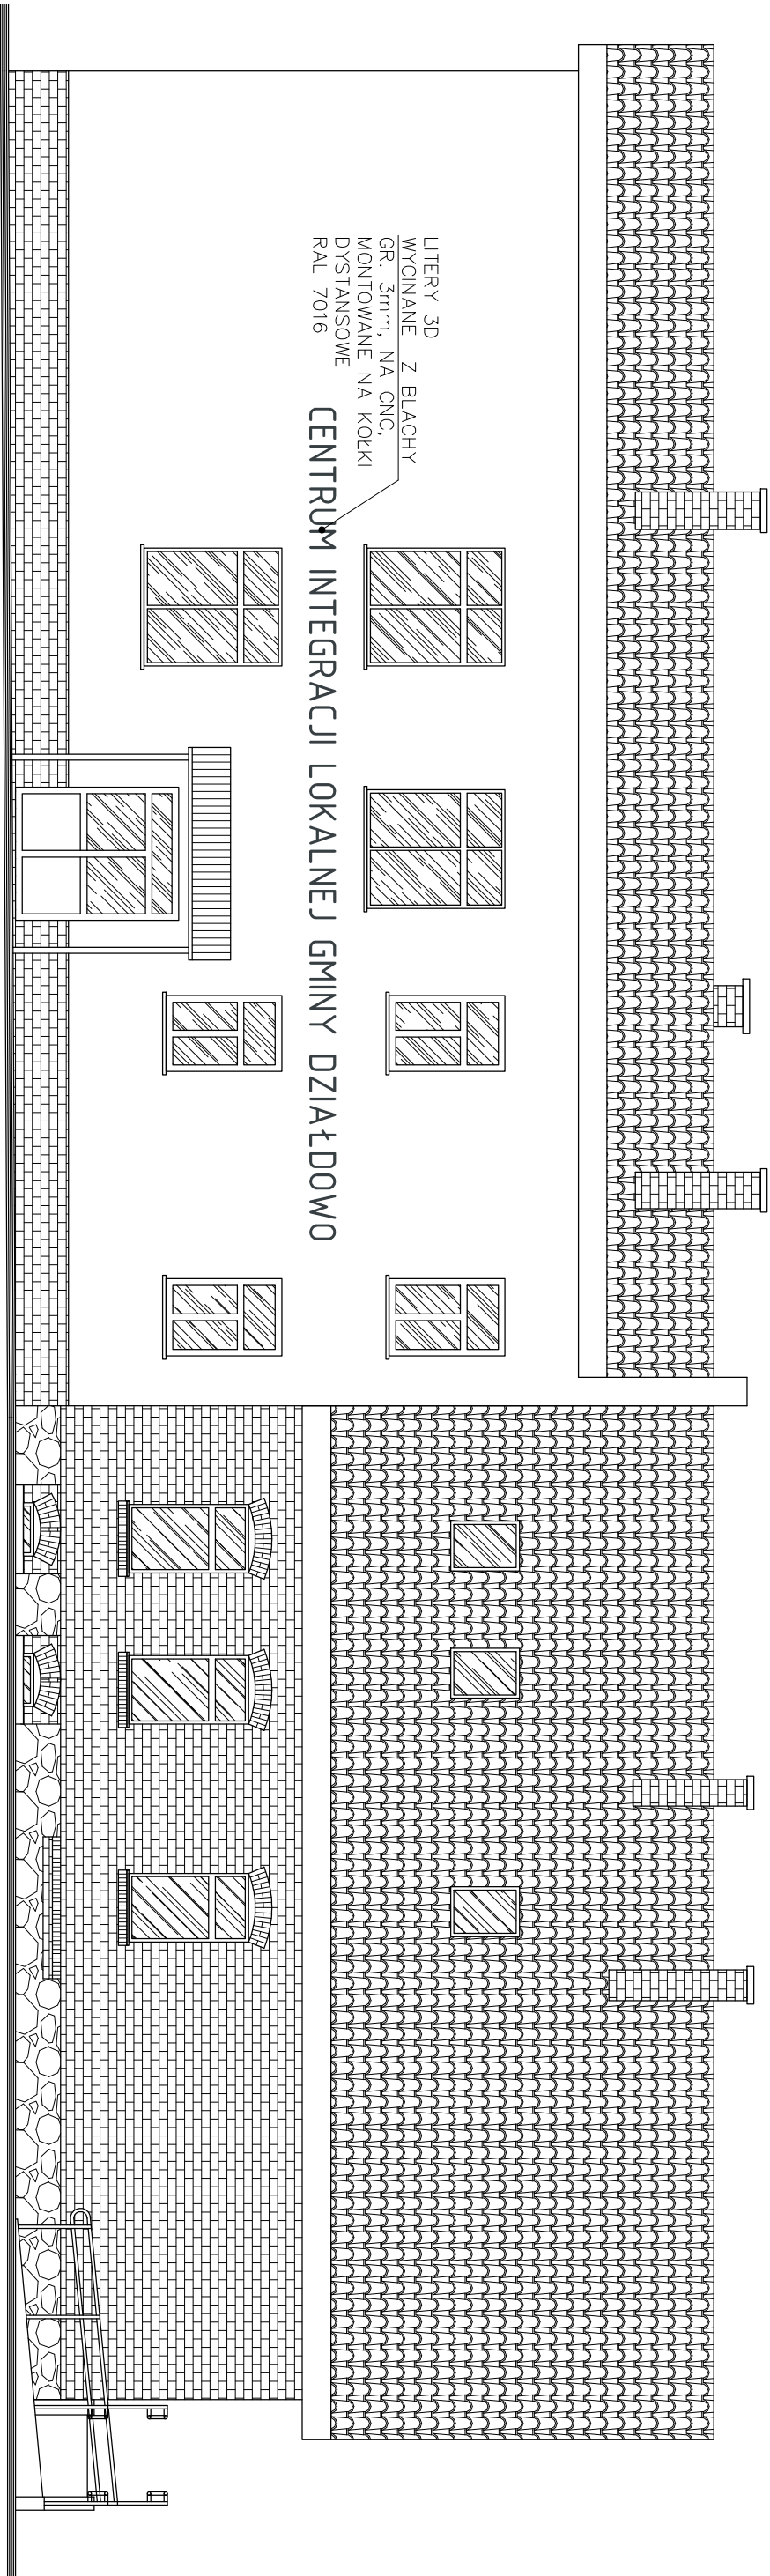 LITERY 3D
WYCINANE Z BLACHY
GR. 3mm, NA CNC,
MONTOWANE NA KOŁKI
DYSTANSOWE
RAL 7016
CENTRUM INTEGRACJI LOKALNEJ GMINY DZIAŁDOWO